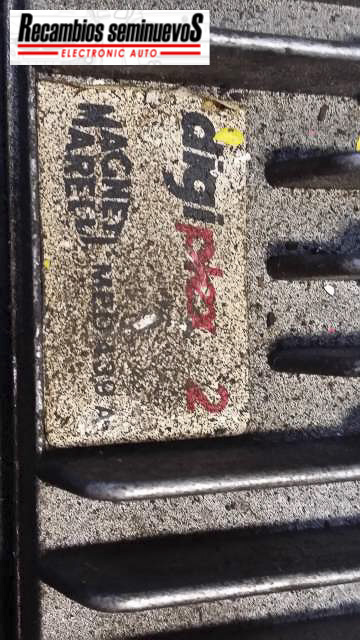 Recambios seminuevoS
ELECTRONIC AUTO
digiplex 2
MAGNETI
MARELLI